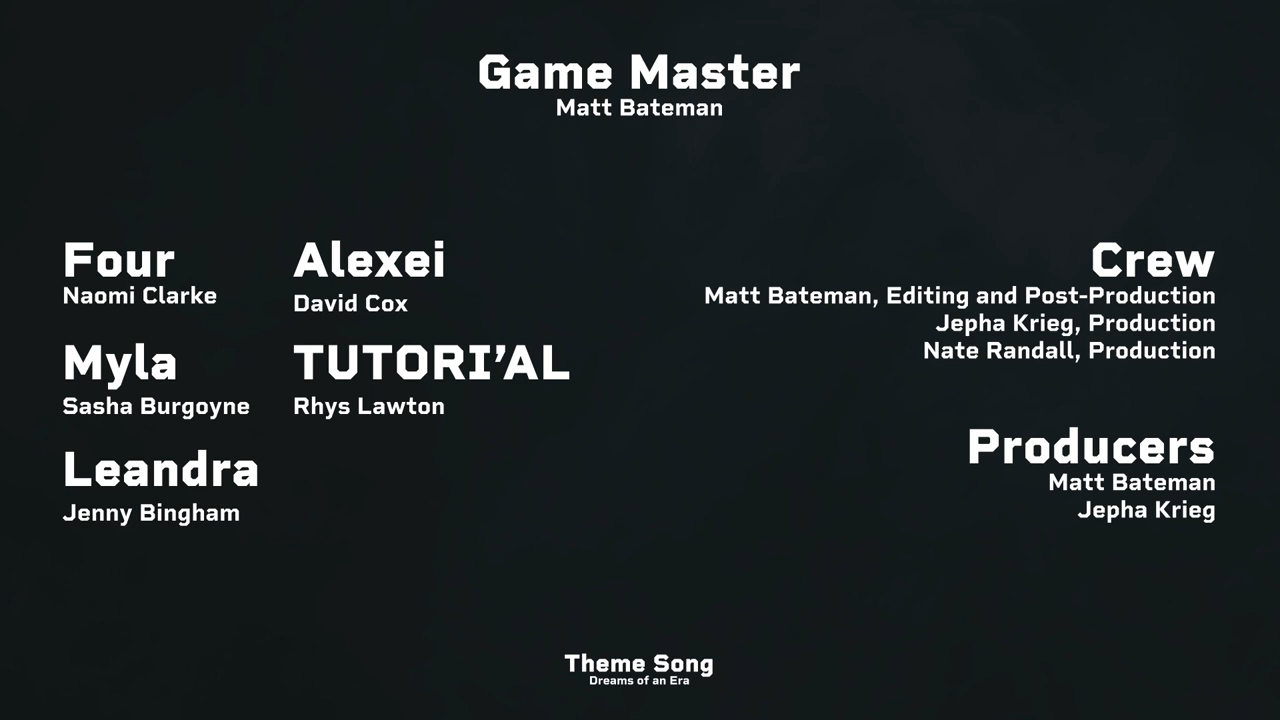 Game Master
Matt Bateman
Four
Naomi Clarke
Alexei
David Cox
Myla
Sasha Burgoyne
TUTORI’AL
Rhys Lawton
Leandra
Jenny Bingham
Crew
Matt Bateman, Editing and Post-Production
Jepha Krieg, Production
Nate Randall, Production
Producers
Matt Bateman
Jepha Krieg
Theme Song
Dreams of an Era